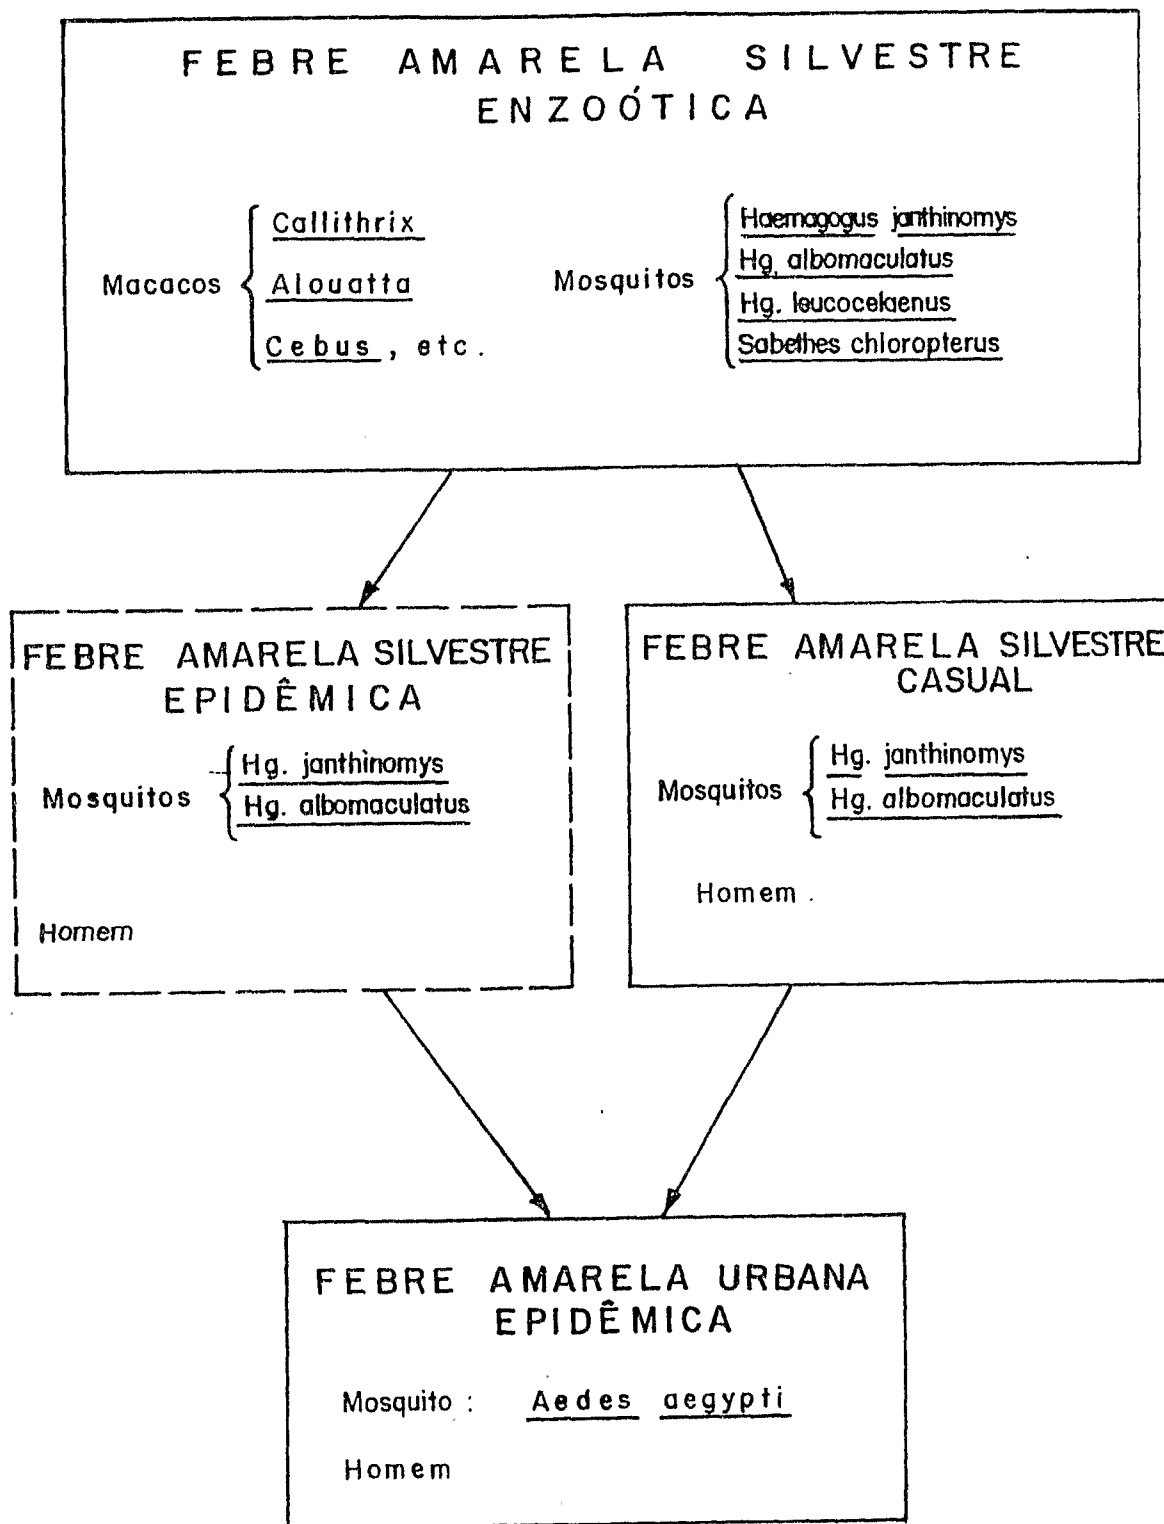 FEBRE AMARELA SILVESTRE
ENZOÓTICA
Macacos
Callithrix
Alouatta
Cebus, etc.
Mosquitos
Haemagogus janthinomys
Hg. albomaculatus
Hg. leucocelaenus
Sabethes chloropterus
FEBRE AMARELA SILVESTRE
EPIDÊMICA
Mosquitos
Hg. janthinomys
Hg. albomaculatus
Homem
FEBRE AMARELA SILVESTRE
CASUAL
Mosquitos
Hg. janthinomys
Hg. albomaculatus
Homem.
FEBRE AMARELA URBANA
EPIDÊMICA
Mosquito: Aedes aegypti
Homem